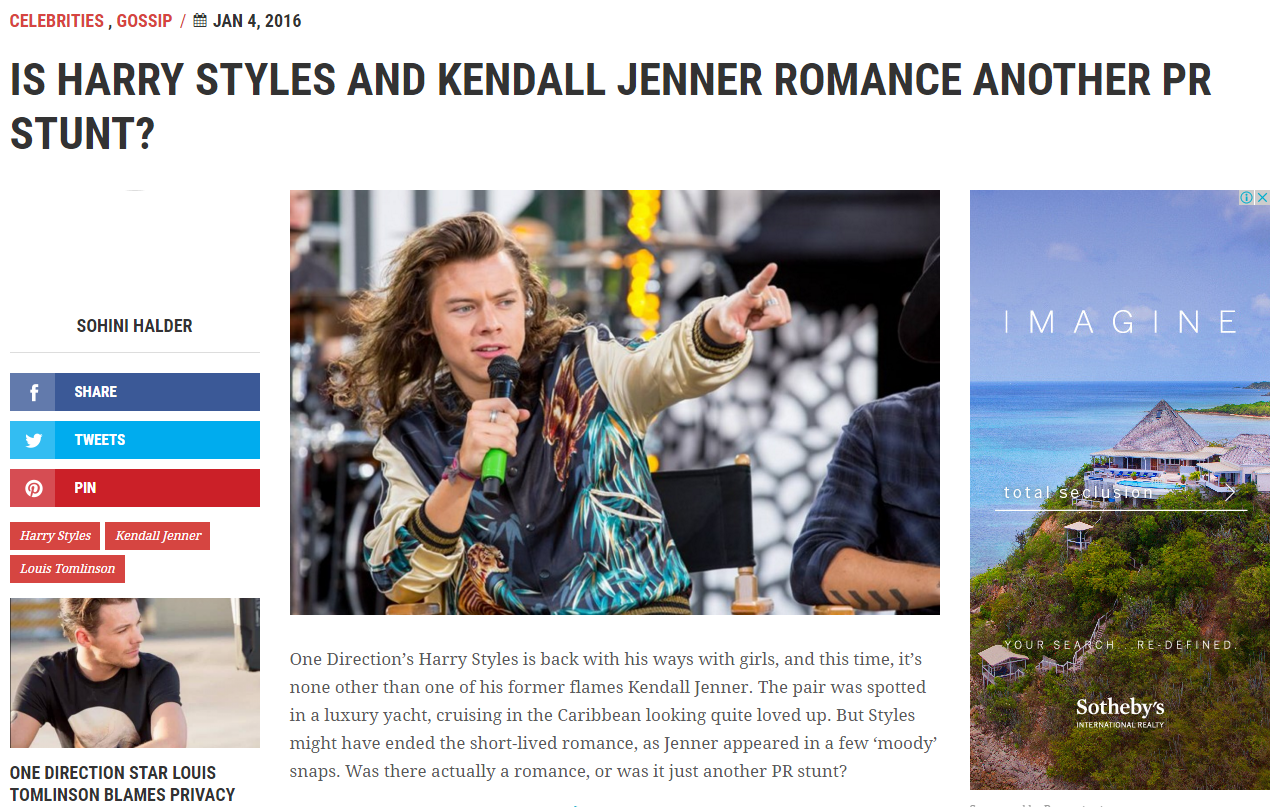 CELEBRITIES , GOSSIP / JAN 4, 2016
IS HARRY STYLES AND KENDALL JENNER ROMANCE ANOTHER PR
STUNT?
SOHINI HALDER
SHARE
TWEETS
PIN
Harry Styles
Kendall Jenner
Louis Tomlinson
ONE DIRECTION STAR LOUIS
TOMLINSON BLAMES PRIVACY
One Direction’s Harry Styles is back with his ways with girls, and this time, it’s
none other than one of his former flames Kendall Jenner. The pair was spotted
in a luxury yacht, cruising in the Caribbean looking quite loved up. But Styles
might have ended the short-lived romance, as Jenner appeared in a few ‘moody’
snaps. Was there actually a romance, or was it just another PR stunt?
IMAGINE
total seclusion
YOUR SEARCH. RE-DEFINED.
Sotheby's
INTERNATIONAL REALTY